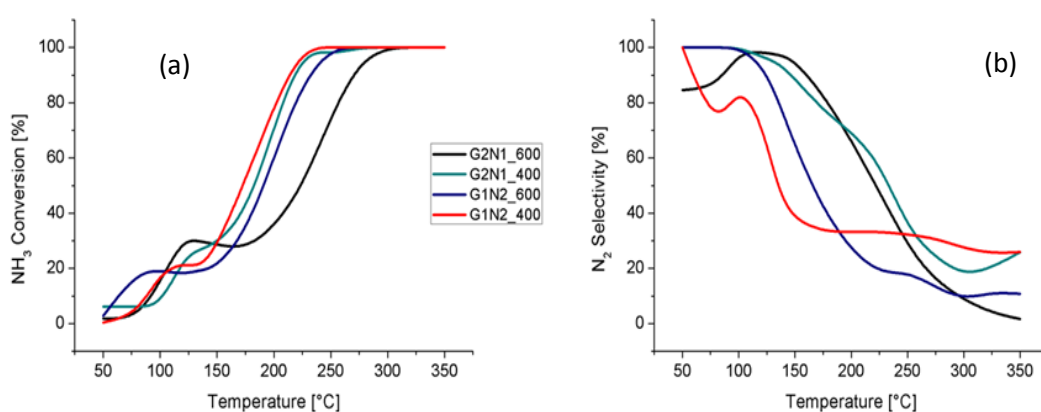 (a)
NH₃ Conversion [%]
100
80
60
40
20
0
50 100 150 200 250 300 350
Temperature [°C]
G2N1_600
G2N1_400
G1N2_600
G1N2_400
(b)
N₂ Selectivity [%]
100
80
60
40
20
0
50 100 150 200 250 300 350
Temperature [°C]